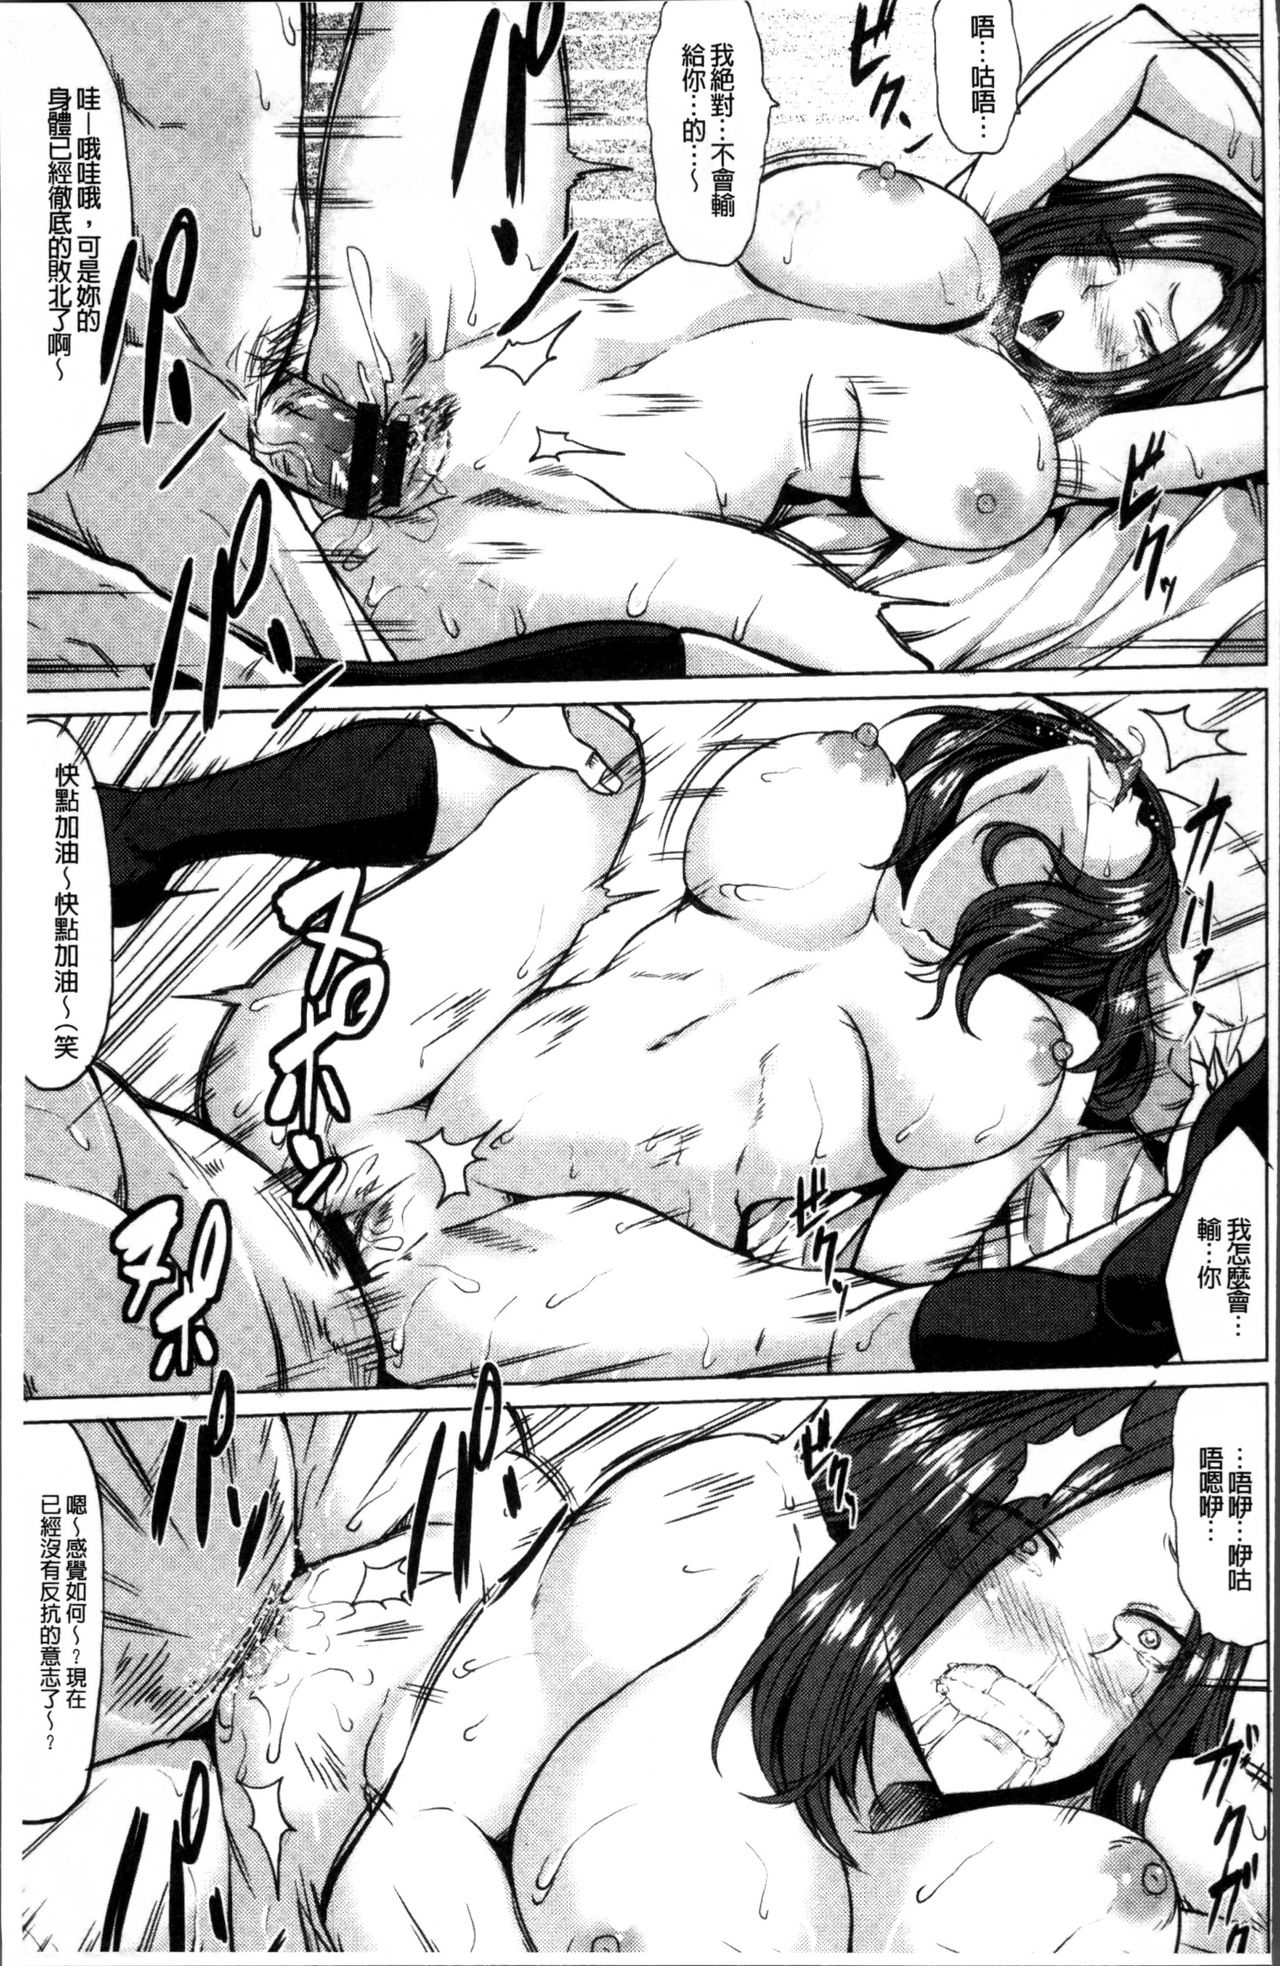 唔…咕唔…
我絕對…不會輸
給你…的…～
哇—哦哇哦，可是妳的
身體已經徹底的敗北了啊～
快點加油～快點加油～(笑
我怎麼會…
輸…你
…唔咿…咿咕
唔嗯咿…
嗯～感覺如何～？現在
已經沒有反抗的意志了～？